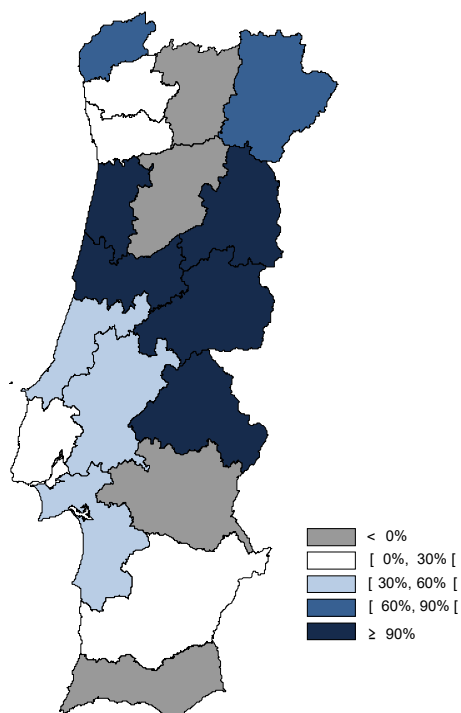 < 0%
[ 0%, 30% [
[ 30%, 60% [
[ 60%, 90% [
≥ 90%